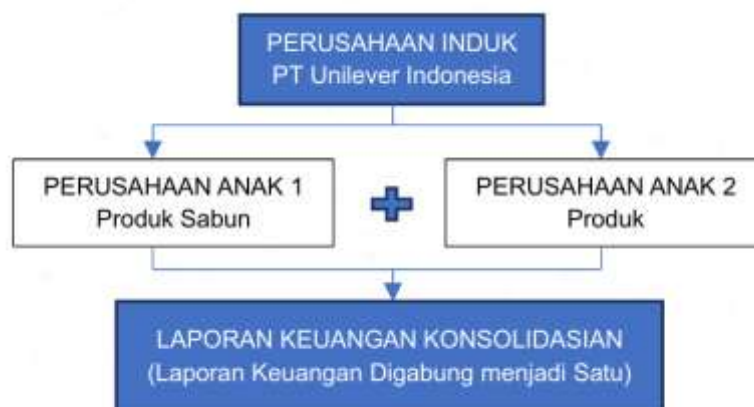 PERUSAHAAN INDUK
PT Unilever Indonesia
PERUSAHAAN ANAK 1
Produk Sabun
PERUSAHAAN ANAK 2
Produk
LAPORAN KEUANGAN KONSOLIDASIAN
(Laporan Keuangan Digabung menjadi Satu)